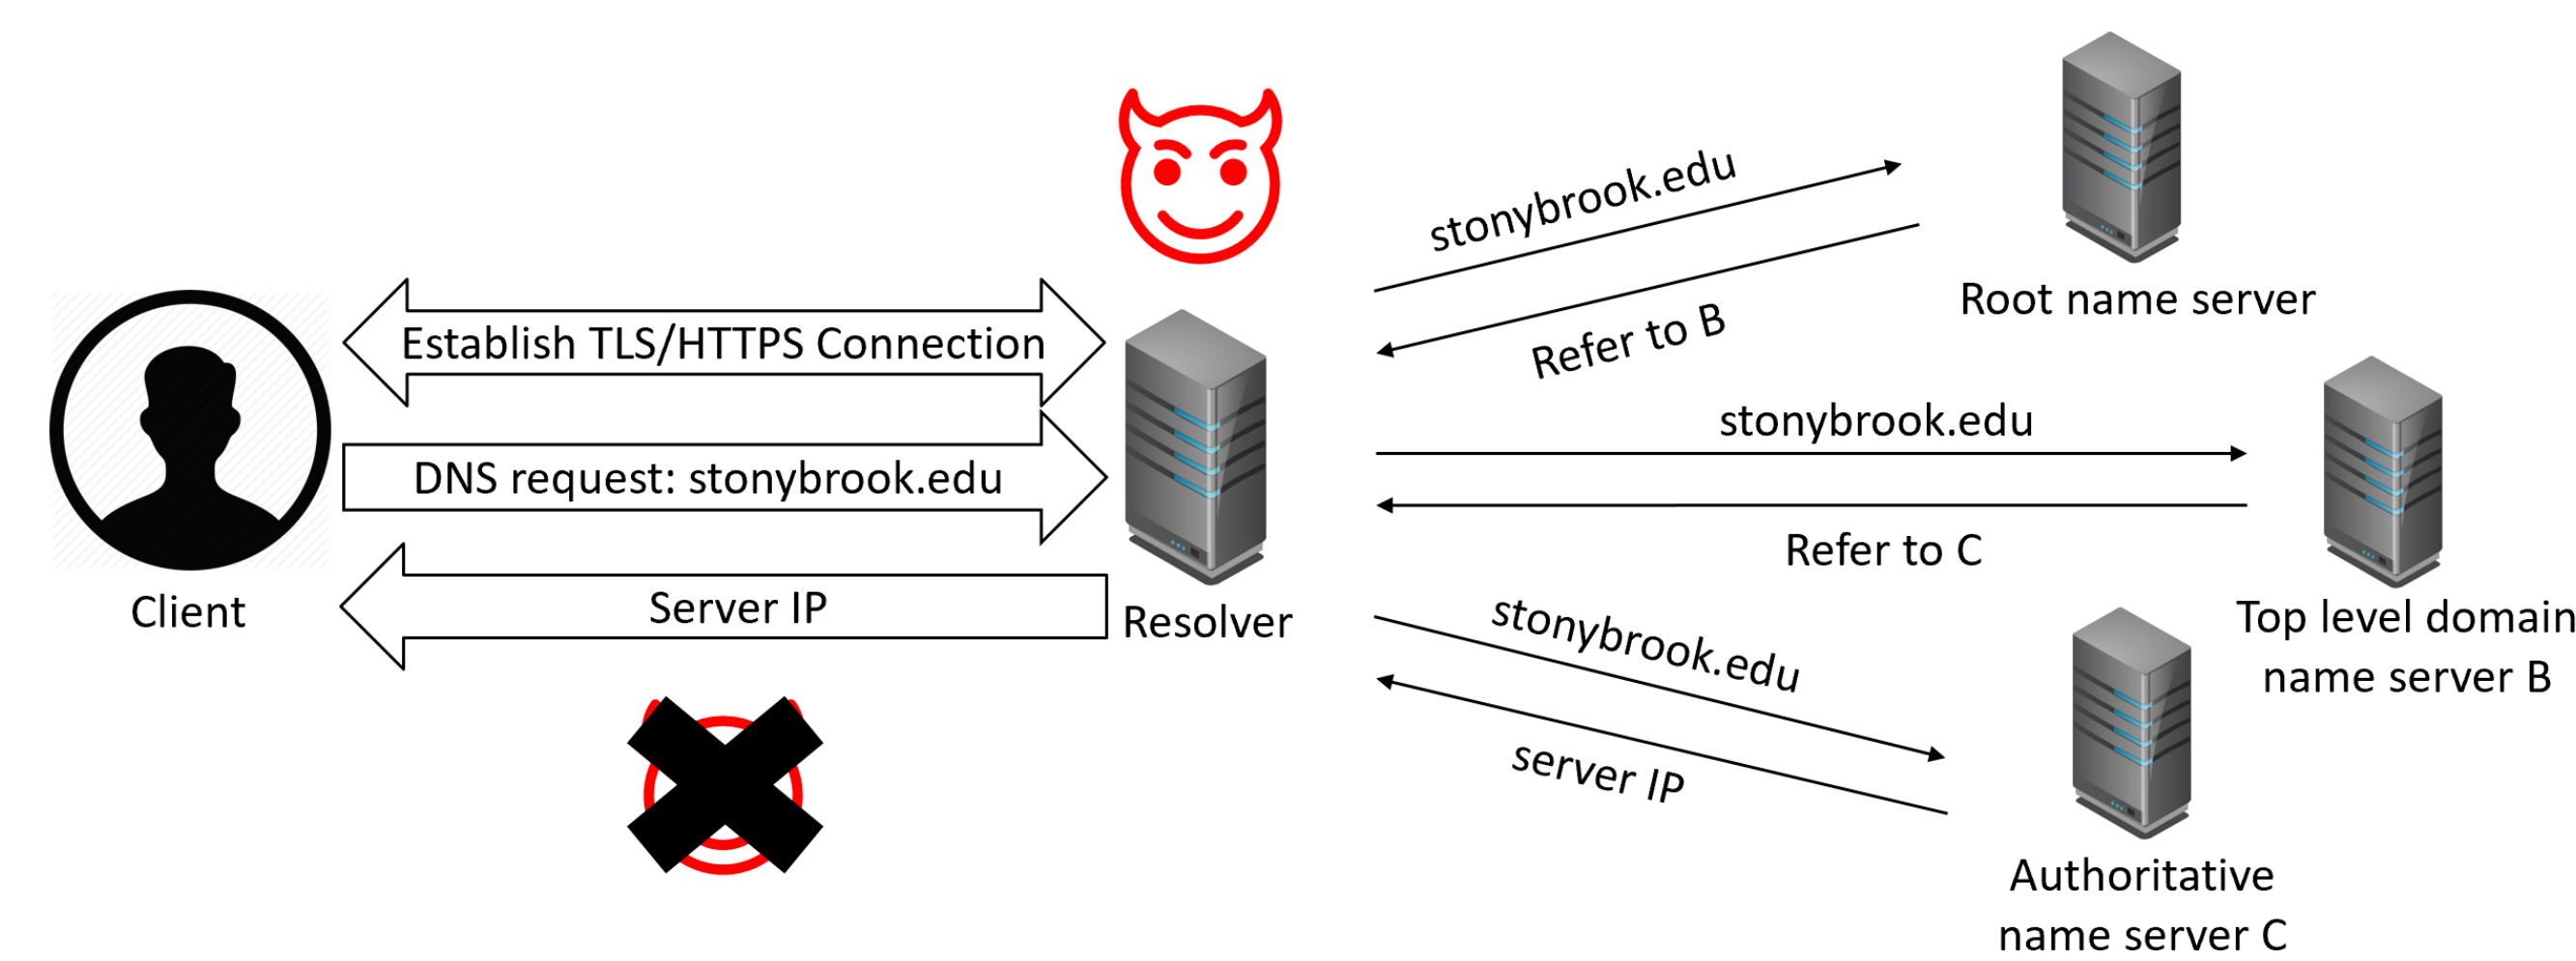 stonybrook.edu
Refer to B
Root name server
Establish TLS/HTTPS Connection
stonybrook.edu
DNS request: stonybrook.edu
Refer to C
Server IP
Client
Resolver
stonybrook.edu
server IP
Top level domain
name server B
Authoritative
name server C